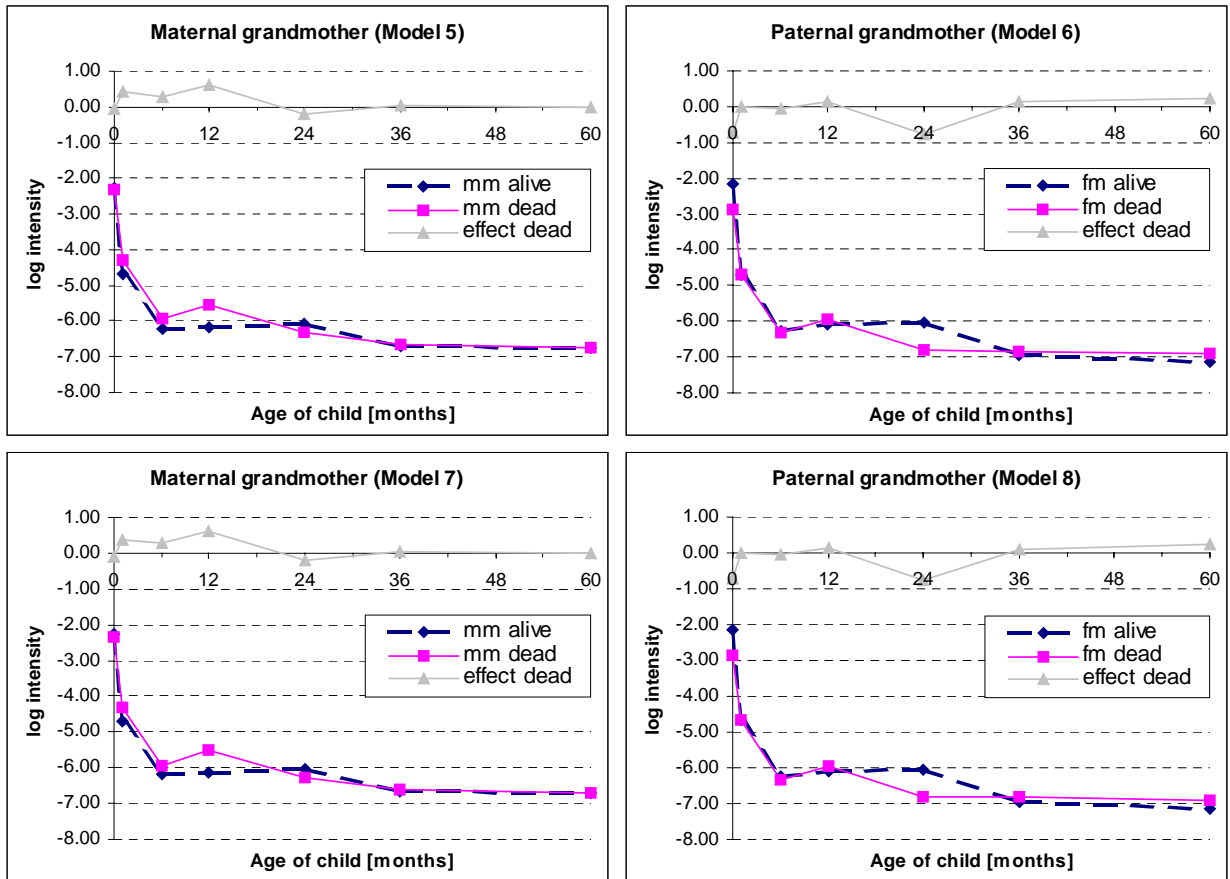 Maternal grandmother (Model 5)
1.00
0.00
-1.00
-2.00
-3.00
-4.00
-5.00
-6.00
-7.00
-8.00
0 12 24 36 48 60
log intensity
Age of child [months]
mm alive
mm dead
effect dead
Paternal grandmother (Model 6)
1.00
0.00
-1.00
-2.00
-3.00
-4.00
-5.00
-6.00
-7.00
-8.00
0 12 24 36 48 60
log intensity
Age of child [months]
fm alive
fm dead
effect dead
Maternal grandmother (Model 7)
1.00
0.00
-1.00
-2.00
-3.00
-4.00
-5.00
-6.00
-7.00
-8.00
0 12 24 36 48 60
log intensity
Age of child [months]
mm alive
mm dead
effect dead
Paternal grandmother (Model 8)
1.00
0.00
-1.00
-2.00
-3.00
-4.00
-5.00
-6.00
-7.00
-8.00
0 12 24 36 48 60
log intensity
Age of child [months]
fm alive
fm dead
effect dead